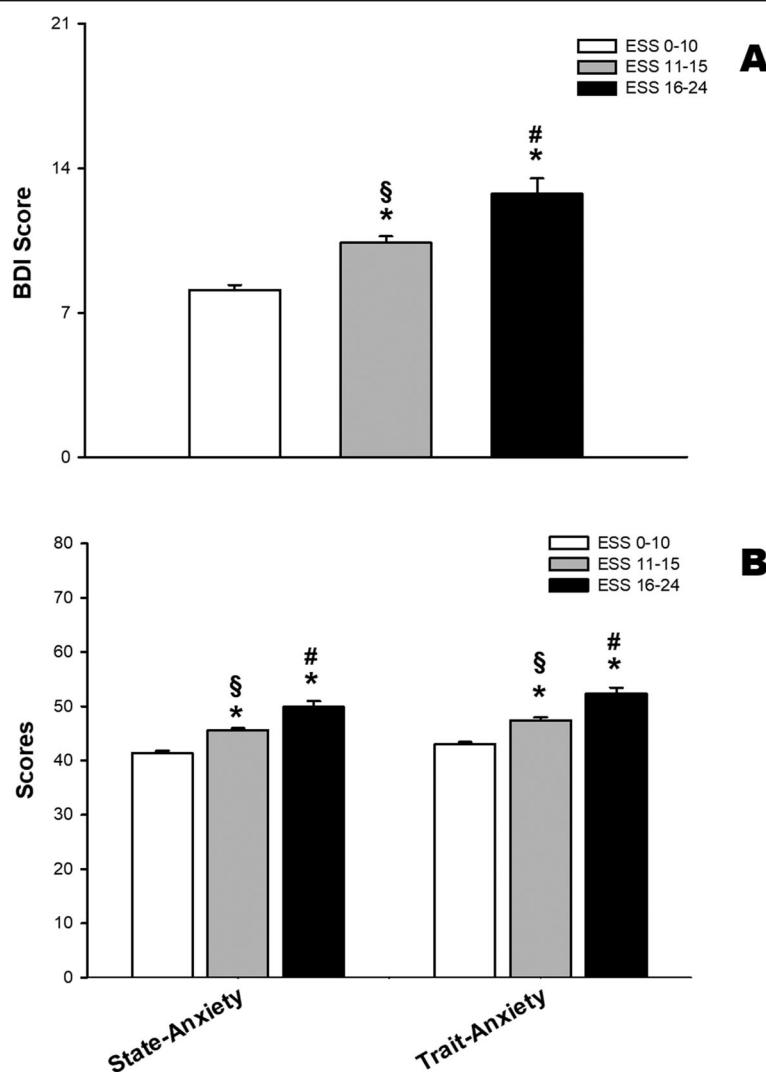 21
14
7
0
BDI Score
ESS 0-10
ESS 11-15
ESS 16-24
A
§
*
#
*
80
70
60
50
40
30
20
10
0
Scores
ESS 0-10
ESS 11-15
ESS 16-24
B
§
*
#
*
§
*
#
*
State-Anxiety
Trait-Anxiety